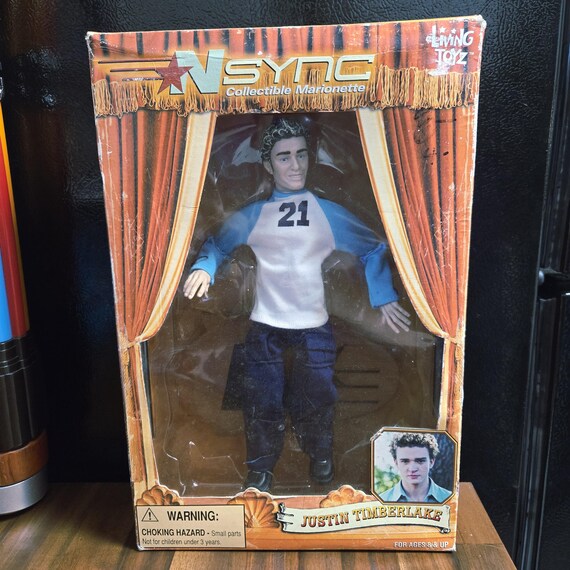 LiViNG
TOYZ
NSYNC
Collectible Marionette
21
JUSTIN TIMBERLAKE
WARNING:
CHOKING HAZARD - Small parts
Not for children under 3 years.
FOR AGES & UP